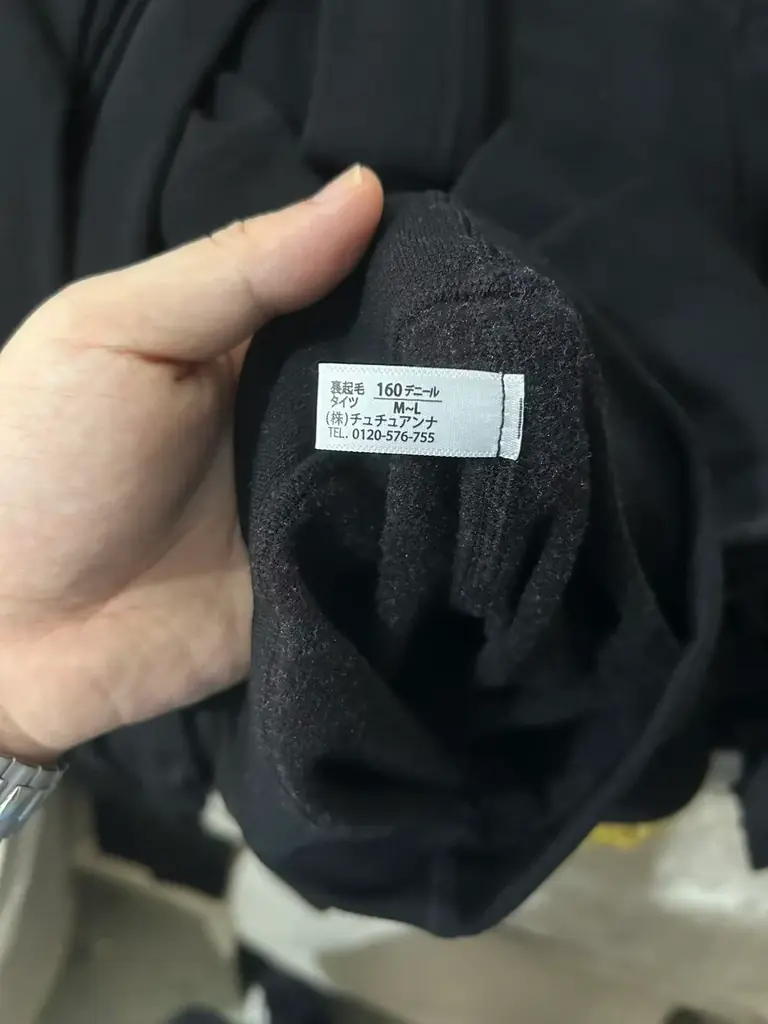 裏起毛 160デニール
タイツ M~L
(株)チュチュアンナ
TEL. 0120-576-755